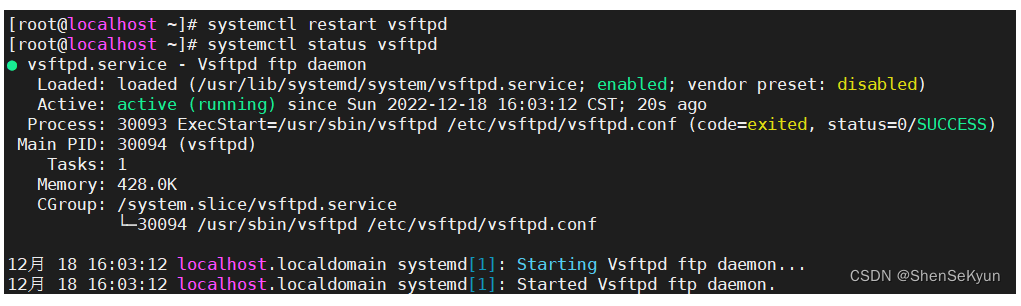 [root@localhost ~]# systemctl restart vsftpd
[root@localhost ~]# systemctl status vsftpd
● vsftpd.service - Vsftpd ftp daemon
   Loaded: loaded (/usr/lib/systemd/system/vsftpd.service; enabled; vendor preset: disabled)
   Active: active (running) since Sun 2022-12-18 16:03:12 CST; 20s ago
  Process: 30093 ExecStart=/usr/sbin/vsftpd /etc/vsftpd/vsftpd.conf (code=exited, status=0/SUCCESS)
 Main PID: 30094 (vsftpd)
    Tasks: 1
   Memory: 428.0K
   CGroup: /system.slice/vsftpd.service
           └─30094 /usr/sbin/vsftpd /etc/vsftpd/vsftpd.conf

12月 18 16:03:12 localhost.localdomain systemd[1]: Starting Vsftpd ftp daemon...
12月 18 16:03:12 localhost.localdomain systemd[1]: Started Vsftpd ftp daemon.
CSDN @ShenSeKyun